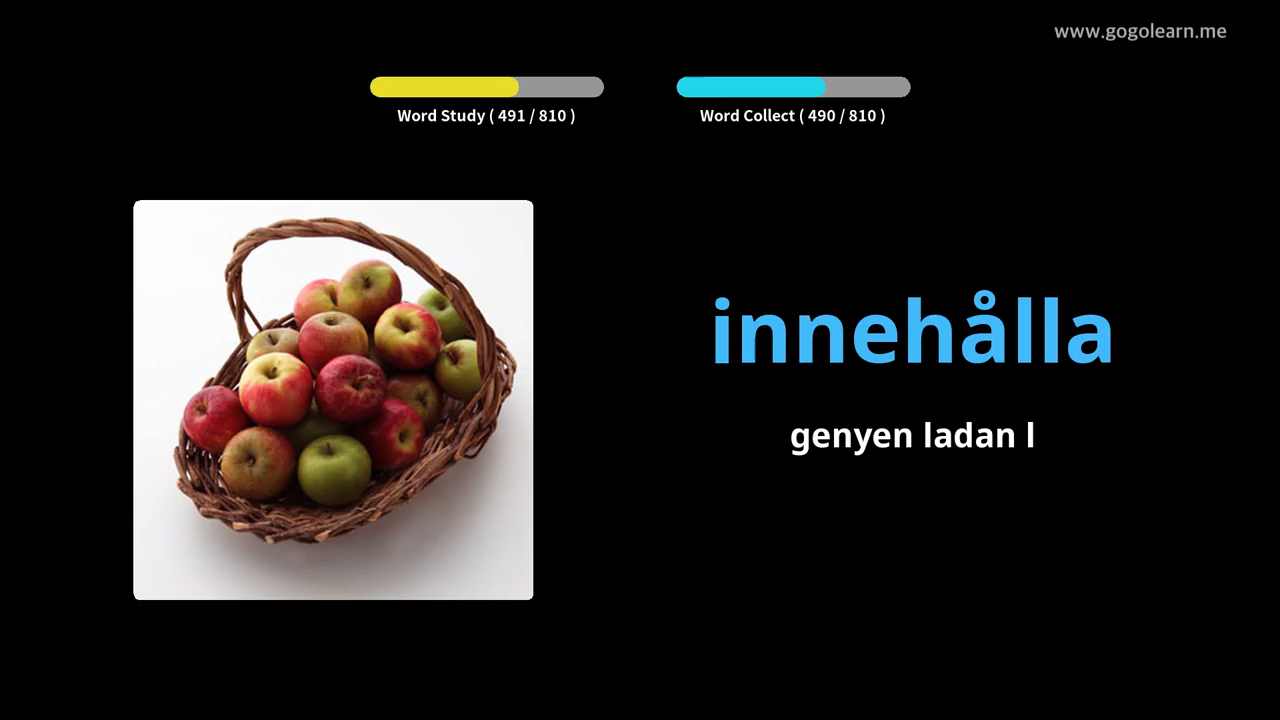 www.gogolearn.me
Word Study ( 491 / 810 )
Word Collect ( 490 / 810 )
innehålla
genyen ladan l